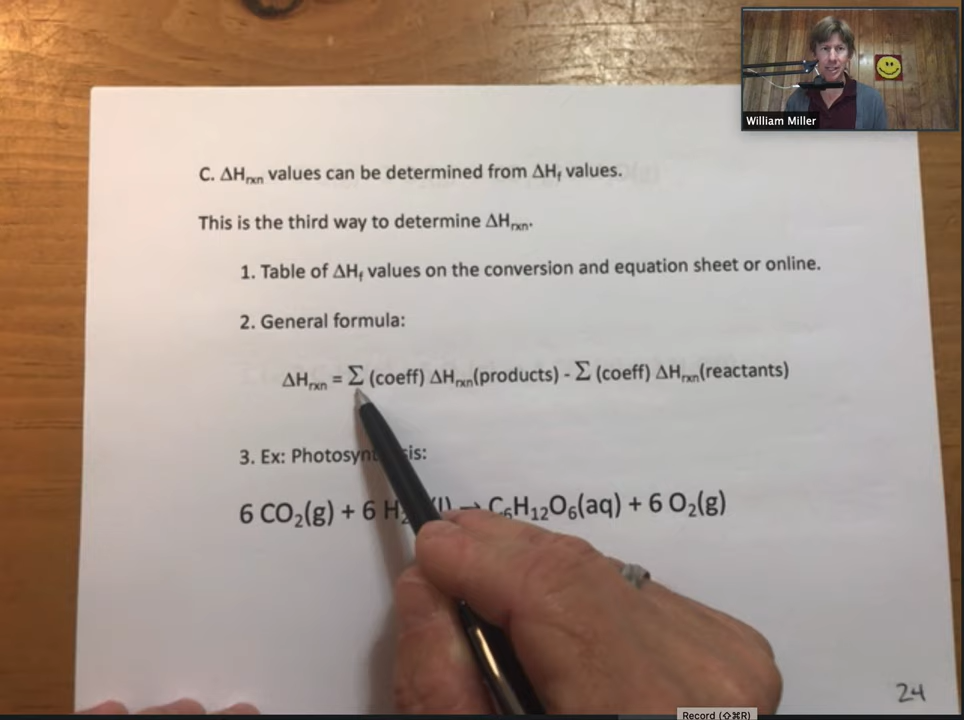 William Miller
C. ΔHrxn values can be determined from ΔHf values.
This is the third way to determine ΔHrxn.
1. Table of ΔHf values on the conversion and equation sheet or online.
2. General formula:
ΔHrxn = Σ (coeff) ΔHrxn(products) - Σ (coeff) ΔHrxn(reactants)
3. Ex: is:
6 CO₂(g) + 6 (l) → C₆H₁₂O₆(aq) + 6 O₂(g)
24
Record (⇧⌘R)